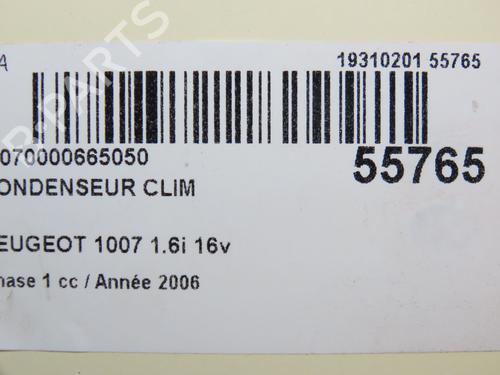 A
19310201 55765
070000665050
55765
ONDENSEUR CLIM
EUGEOT 1007 1.6i 16v
hase 1 cc / Année 2006